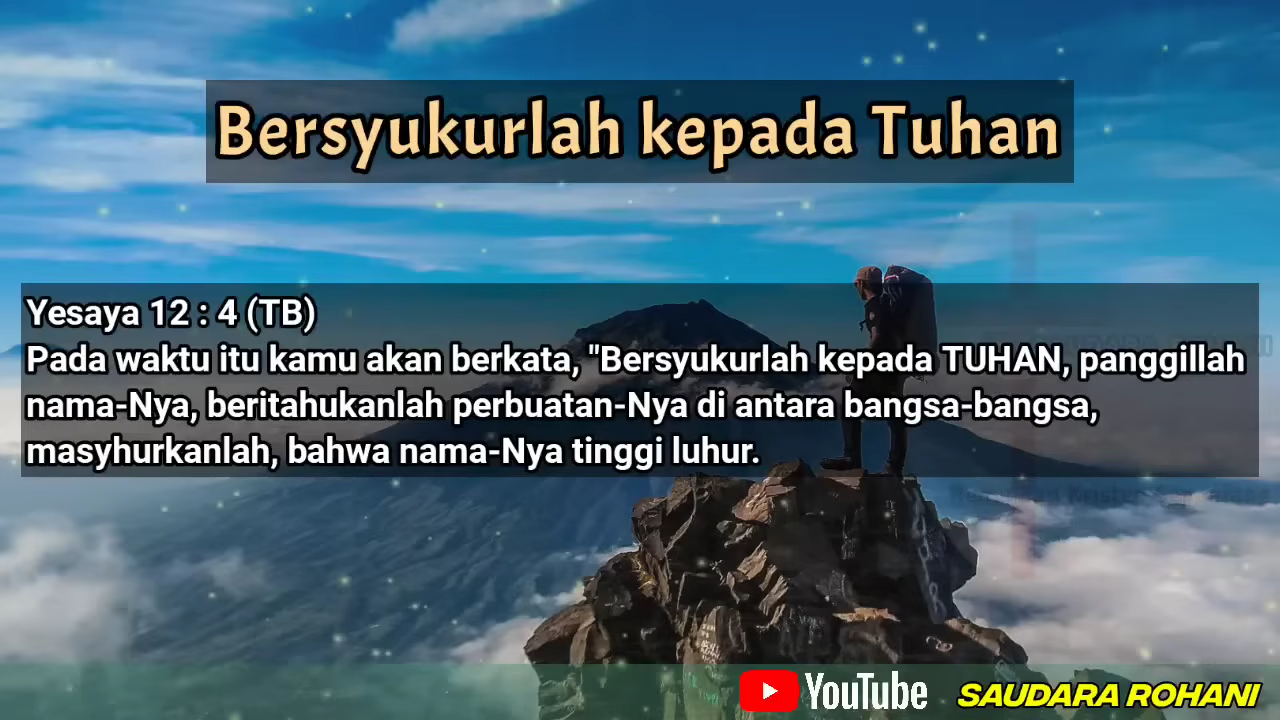 Bersyukurlah kepada Tuhan
Yesaya 12 : 4 (TB)
Pada waktu itu kamu akan berkata, "Bersyukurlah kepada TUHAN, panggillah
nama-Nya, beritahukanlah perbuatan-Nya di antara bangsa-bangsa,
masyhurkanlah, bahwa nama-Nya tinggi luhur.
YouTube SAUDARA ROHANI